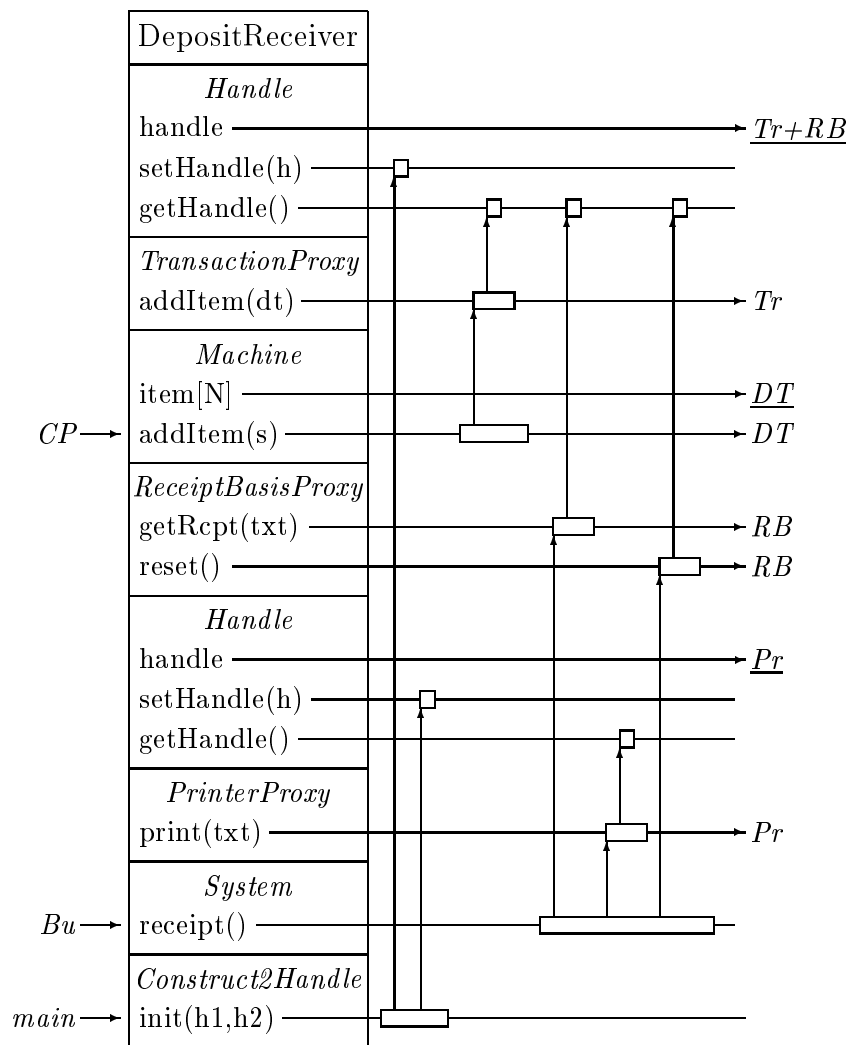 DepositReceiver
Handle
handle Tr+RB
setHandle(h)
getHandle()
TransactionProxy
addItem(dt) Tr
Machine
item[N] DT
CP addItem(s) DT
ReceiptBasisProxy
getRcpt(txt) RB
reset() RB
Handle
handle Pr
setHandle(h)
getHandle()
PrinterProxy
print(txt) Pr
System
Bu receipt()
Construct2Handle
main init(h1,h2)